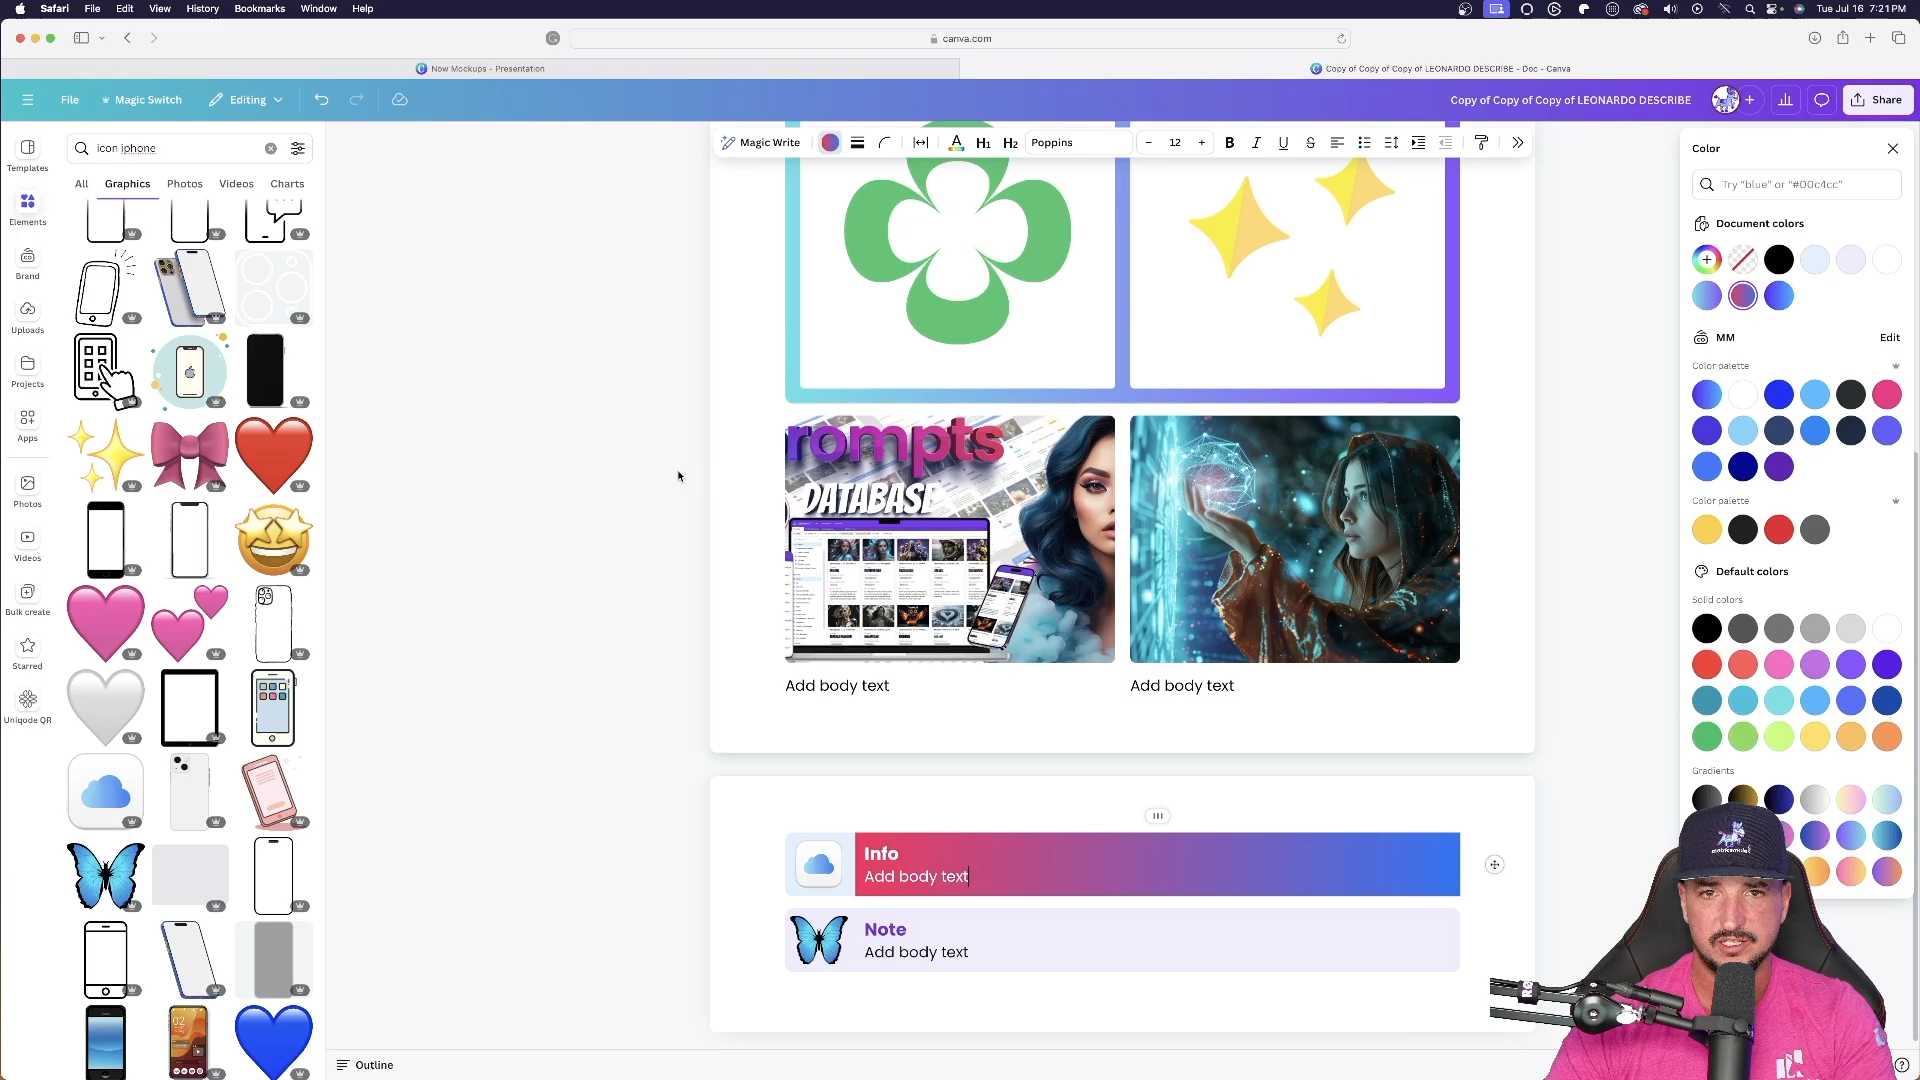 Safari File Edit View History Bookmarks Window Help
Tue Jul 16 7:21 PM
canva.com
Now Mockups - Presentation
Copy of Copy of Copy of LEONARDO DESCRIBE - Doc - Canva
File Magic Switch Editing
Copy of Copy of Copy of LEONARDO DESCRIBE
Share
Templates
Elements
Brand
Uploads
Projects
Apps
Photos
Videos
Bulk create
Starred
Uniqode QR
icon iphone
All Graphics Photos Videos Charts
Magic Write
H1 H2 Poppins
– 12 +
B I U S
rompts
DATABASE
Add body text
Add body text
Info
Add body text
Note
Add body text
Outline
Color
Try "blue" or "#00c4cc"
Document colors
MM
Edit
Color palette
Color palette
Default colors
Solid colors
Gradients